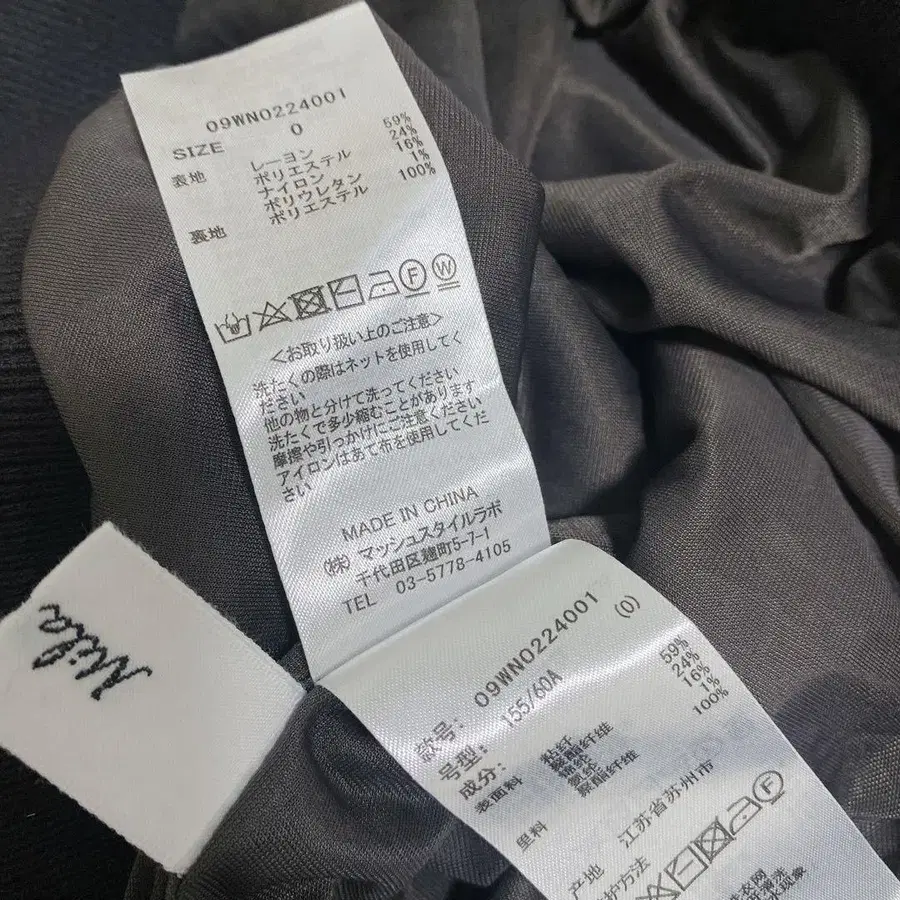 09WNO224001
SIZE 0
表地 レーヨン 59%
ポリエステル 24%
ナイロン 16%
ポリウレタン 1%
裏地 ポリエステル 100%
F W
<お取り扱い上のご注意>
洗たくの際はネットを使用してく
ださい
他の物と分けて洗ってください
洗たくで多少縮むことがあります
摩擦や引っかけにご注意ください
アイロンはあて布を使用してくだ
さい
MADE IN CHINA
(株) マッシュスタイルラボ
千代田区麹町5-7-1
TEL 03-5778-4105
款号: 09WNO224001
号型: 155/60A (0)
成分:
表面料 粘纤 59%
聚酯纤维 24%
锦纶 16%
氨纶 1%
里料 聚酯纤维 100%
产地 江苏省苏州市
护方法
F